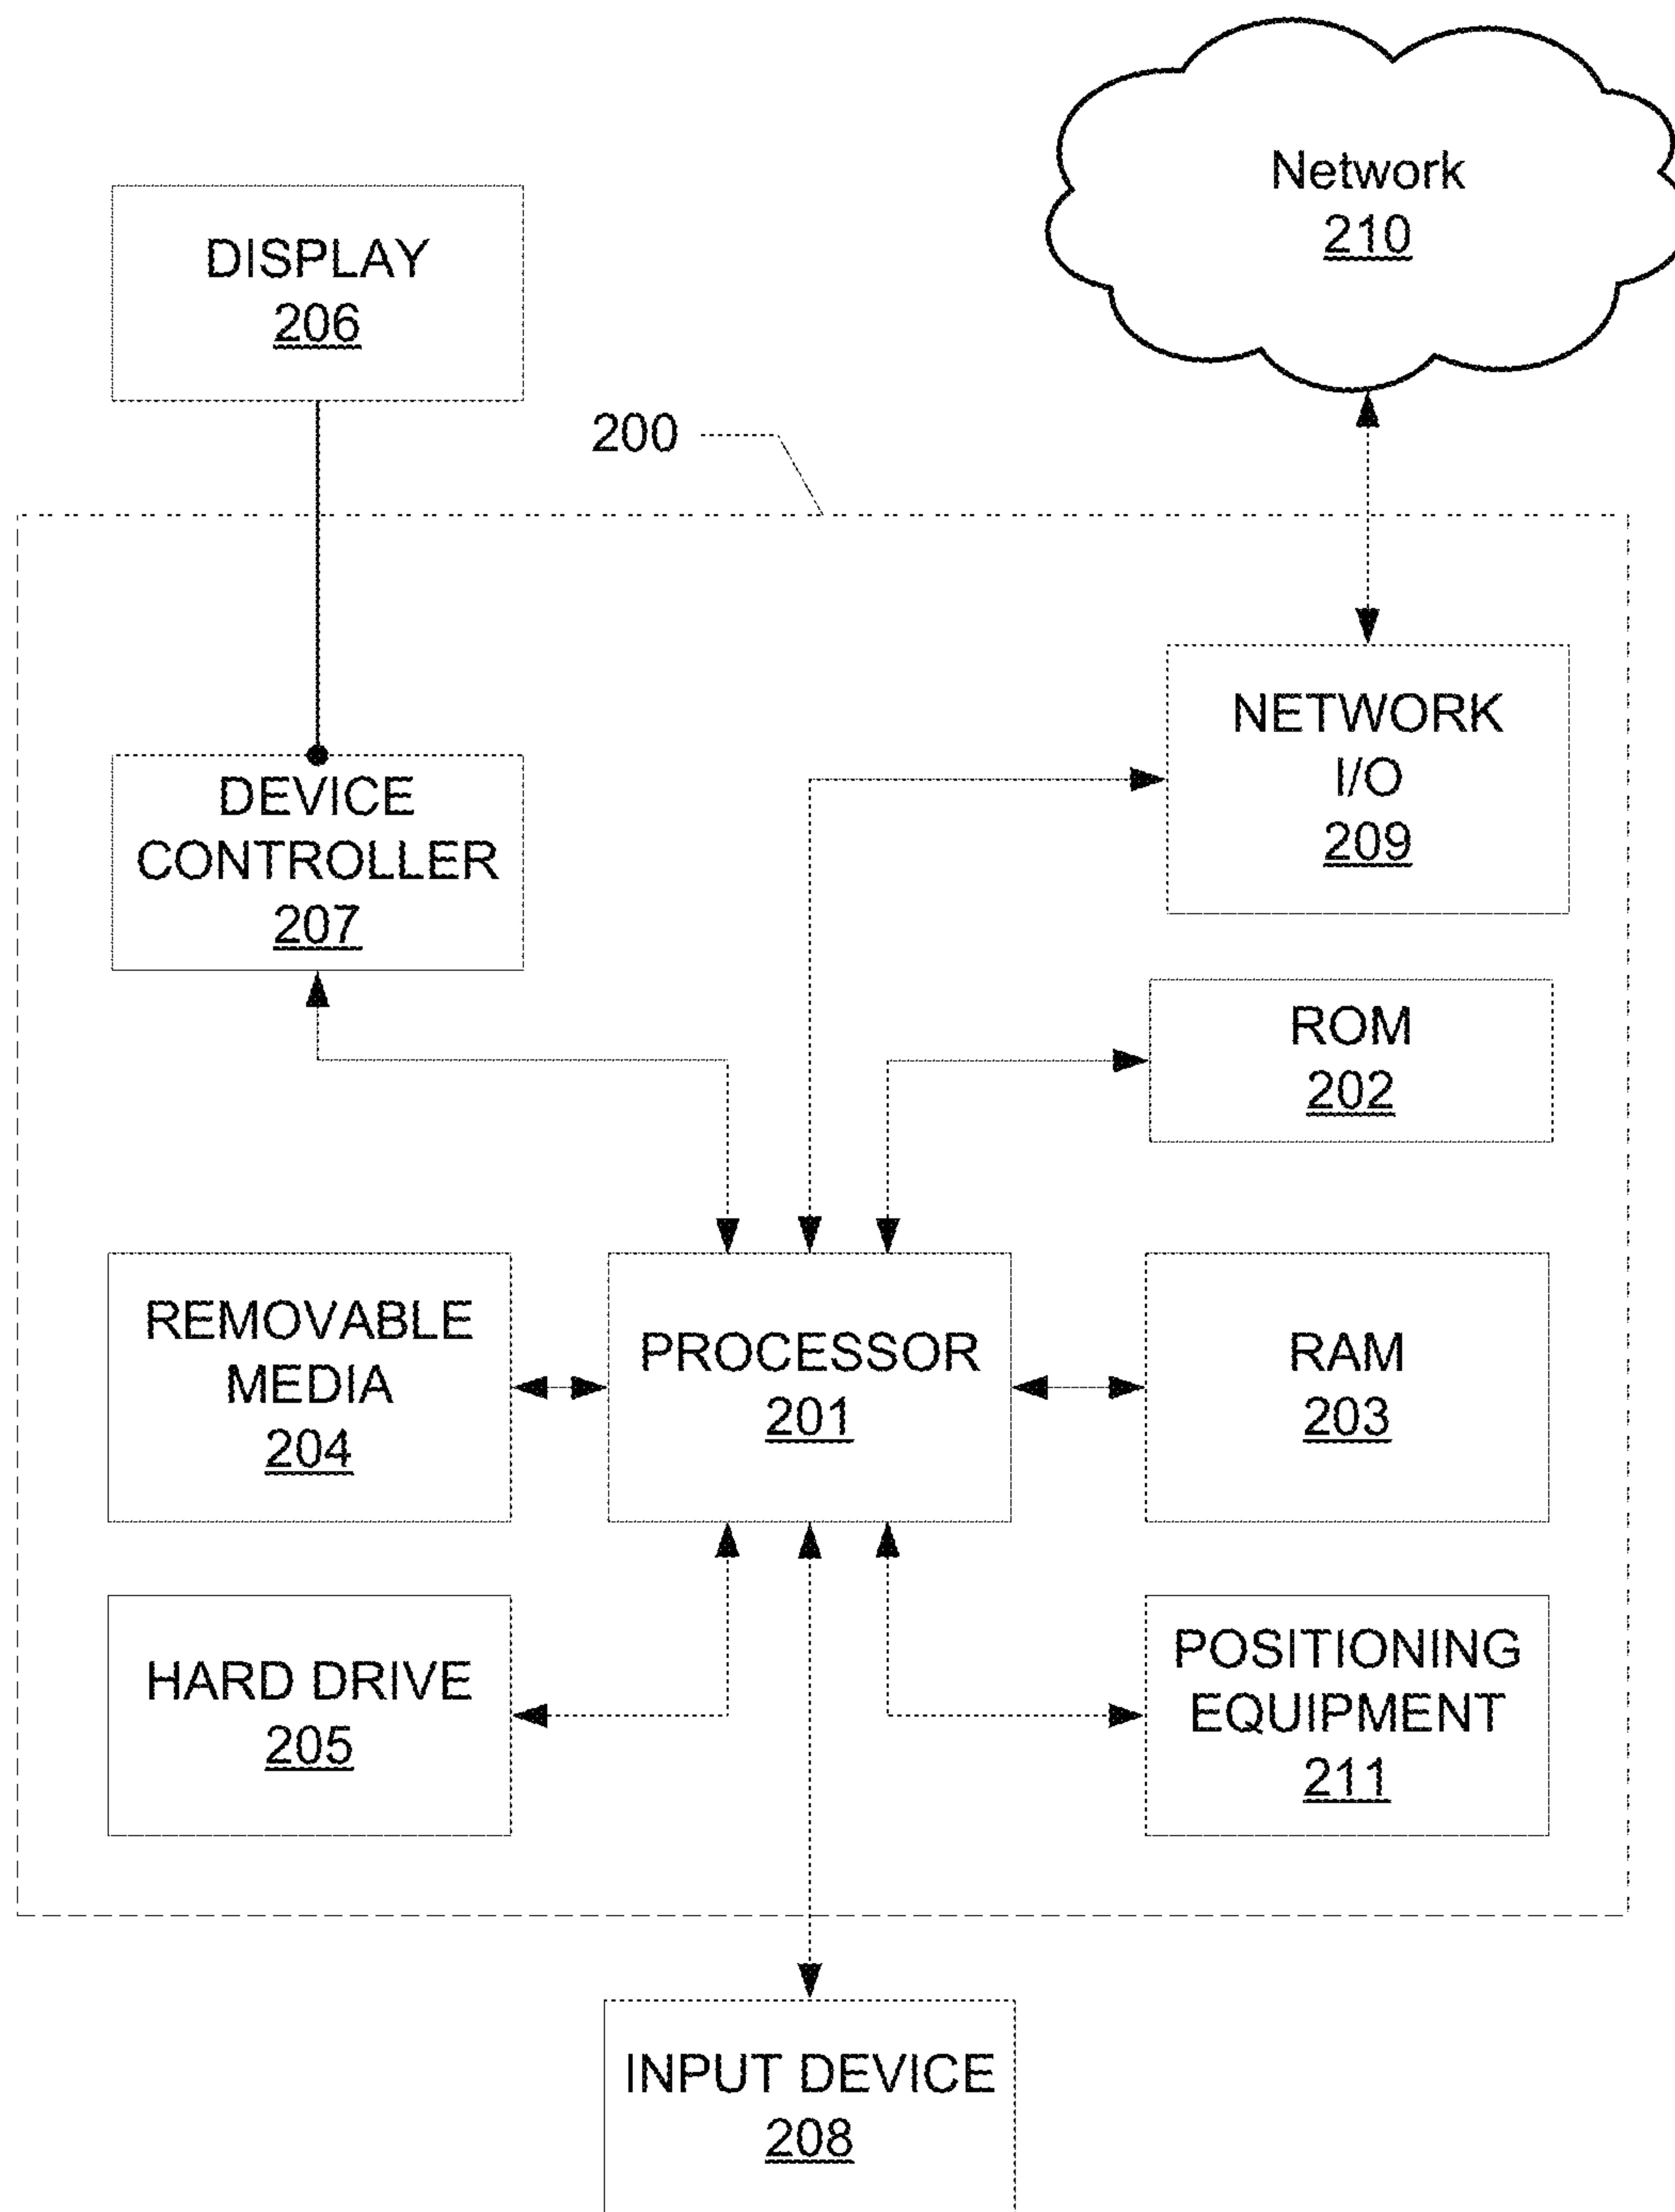 Network
210
DISPLAY
206
200
NETWORK
I/O
209
DEVICE
CONTROLLER
207
ROM
202
REMOVABLE
MEDIA
204
PROCESSOR
201
RAM
203
HARD DRIVE
205
POSITIONING
EQUIPMENT
211
INPUT DEVICE
208